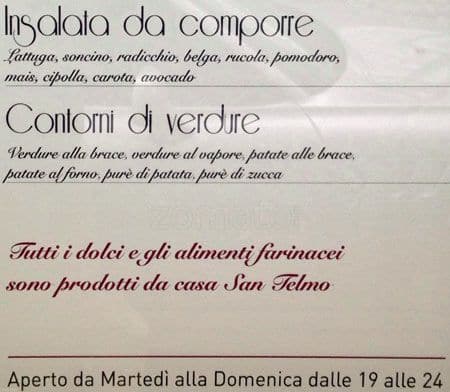 Insalata da comporre
Lattuga, soncino, radicchio, belga, rucola, pomodoro,
mais, cipolla, carota, avocado
Contorni di verdure
Verdure alla brace, verdure al vapore, patate alle brace,
patate al forno, purè di patata, purè di zucca
zomato
Tutti i dolci e gli alimenti farinacei
sono prodotti da casa San Telmo
Aperto da Martedì alla Domenica dalle 19 alle 24